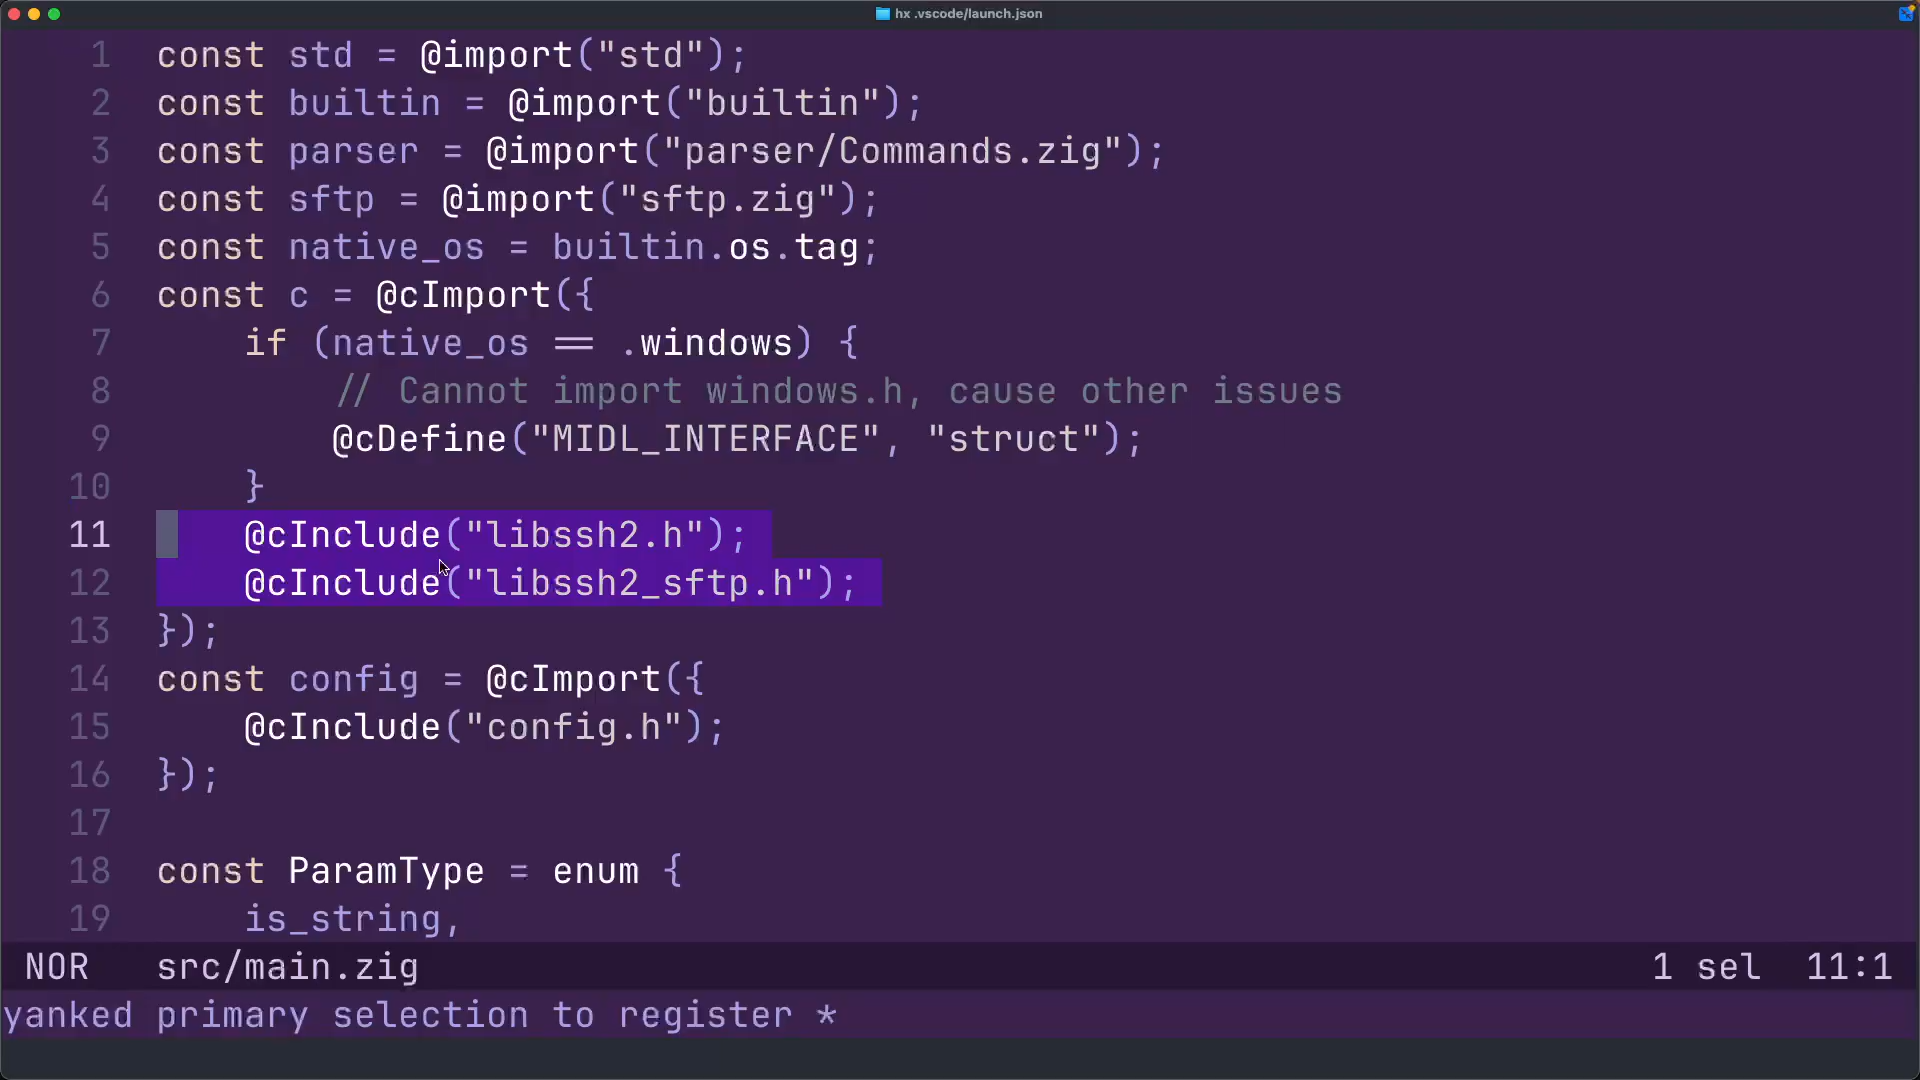 hx .vscode/launch.json
1 const std = @import("std");
2 const builtin = @import("builtin");
3 const parser = @import("parser/Commands.zig");
4 const sftp = @import("sftp.zig");
5 const native_os = builtin.os.tag;
6 const c = @cImport({
7 if (native_os == .windows) {
8 // Cannot import windows.h, cause other issues
9 @cDefine("MIDL_INTERFACE", "struct");
10 }
11 @cInclude("libssh2.h");
12 @cInclude("libssh2_sftp.h");
13 });
14 const config = @cImport({
15 @cInclude("config.h");
16 });
17
18 const ParamType = enum {
19 is_string,
NOR src/main.zig 1 sel 11:1
yanked primary selection to register *